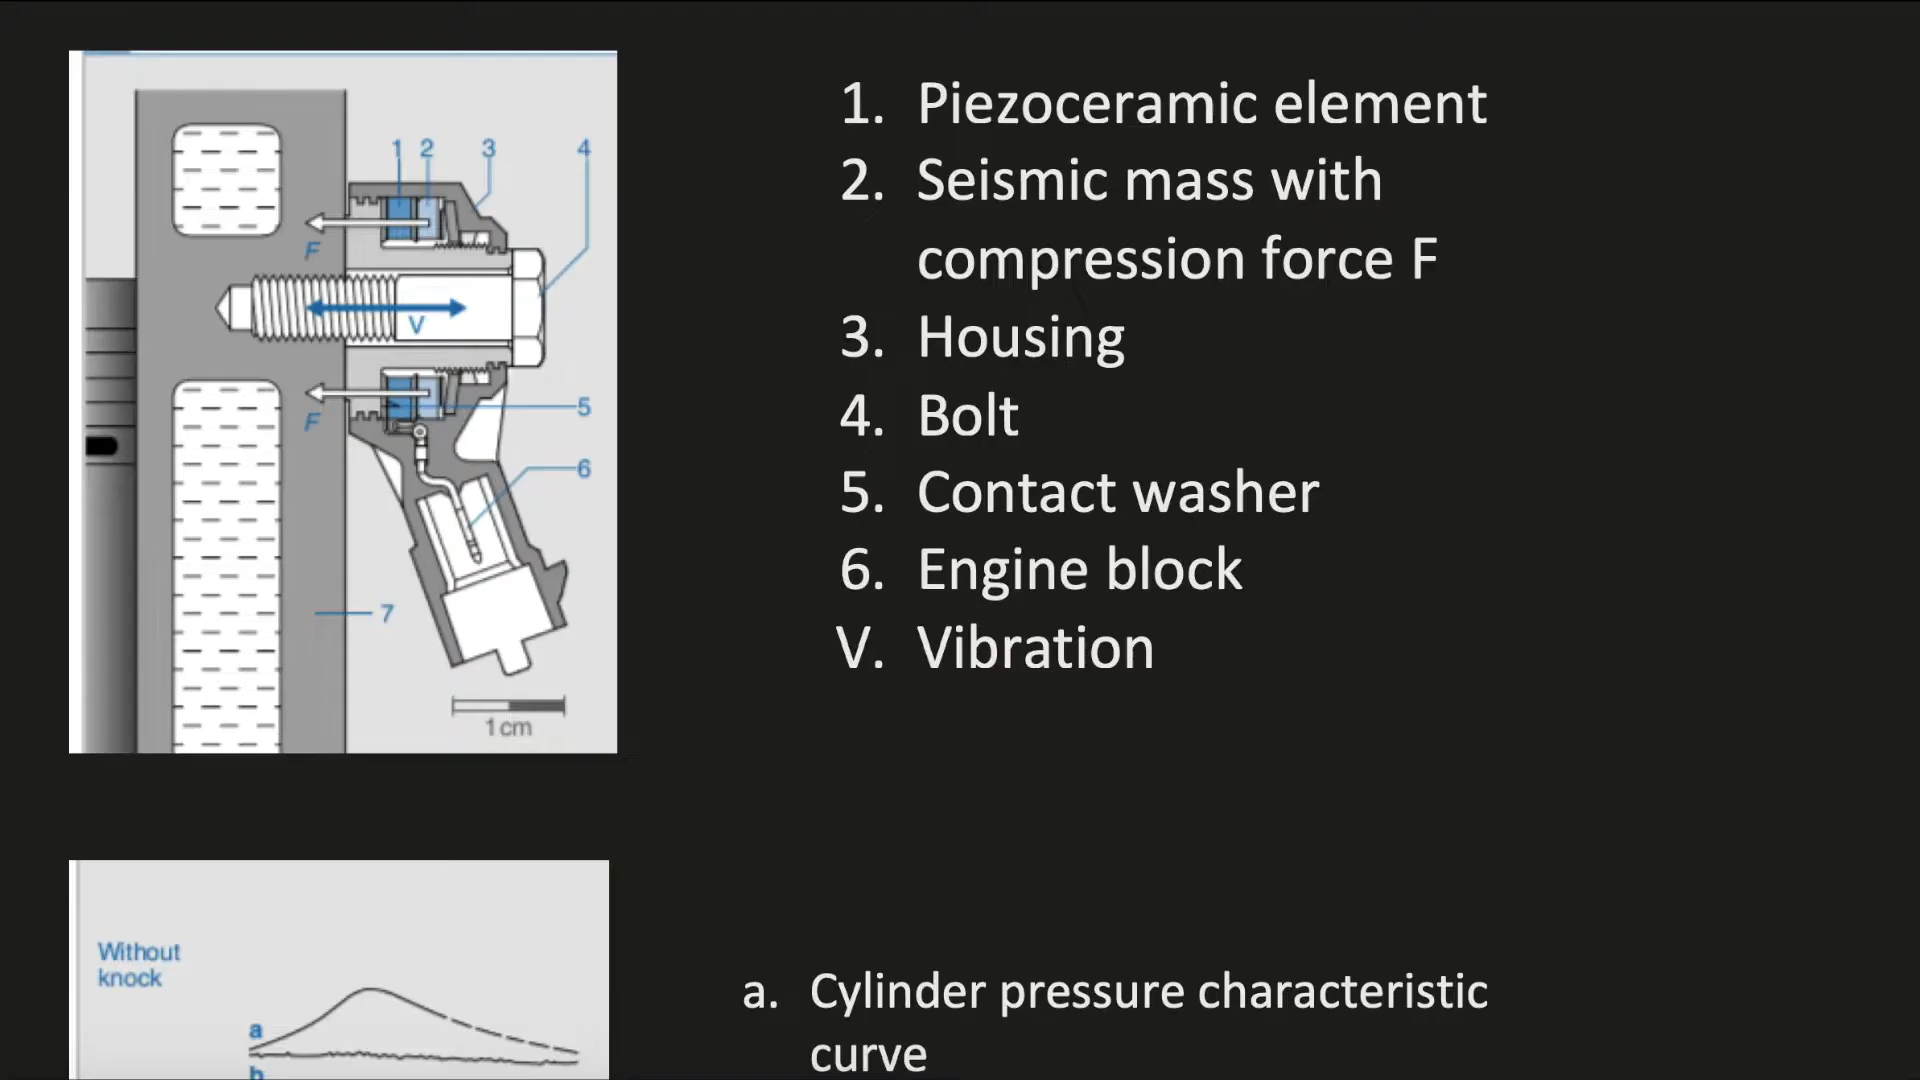 1 2 3 4
F
V
F
5
6
7
1 cm
1. Piezoceramic element
2. Seismic mass with
compression force F
3. Housing
4. Bolt
5. Contact washer
6. Engine block
V. Vibration
Without
knock
a
b
a. Cylinder pressure characteristic
curve